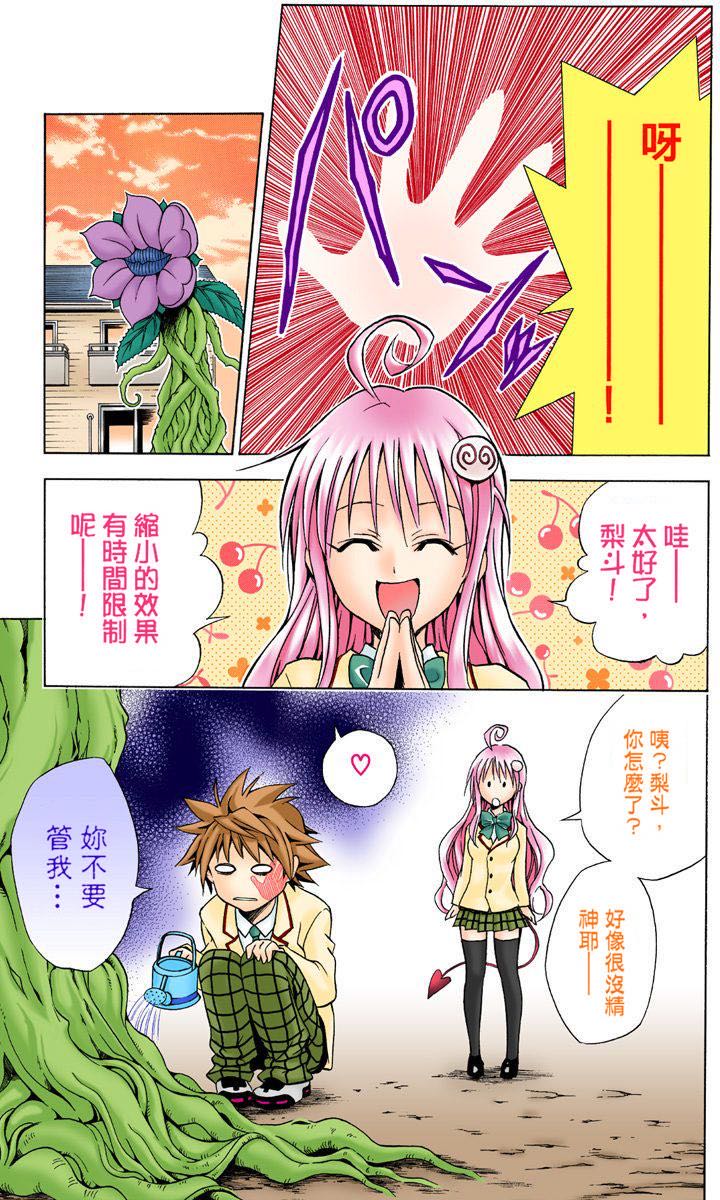 呀
——————！
パンッ
哇——
太好了，
梨斗！
縮小的效果
有時間限制
呢——！
咦？梨斗，
你怎麼了？
好像很沒精
神耶——
♡
妳不要
管我…